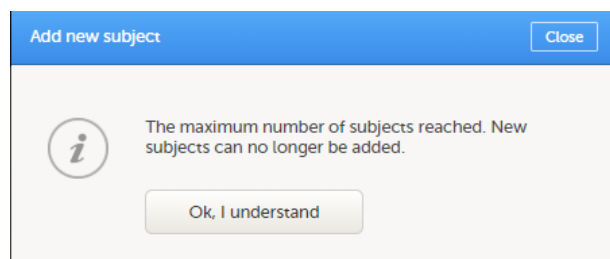 Add new subject
Close
The maximum number of subjects reached. New
subjects can no longer be added.
Ok, I understand